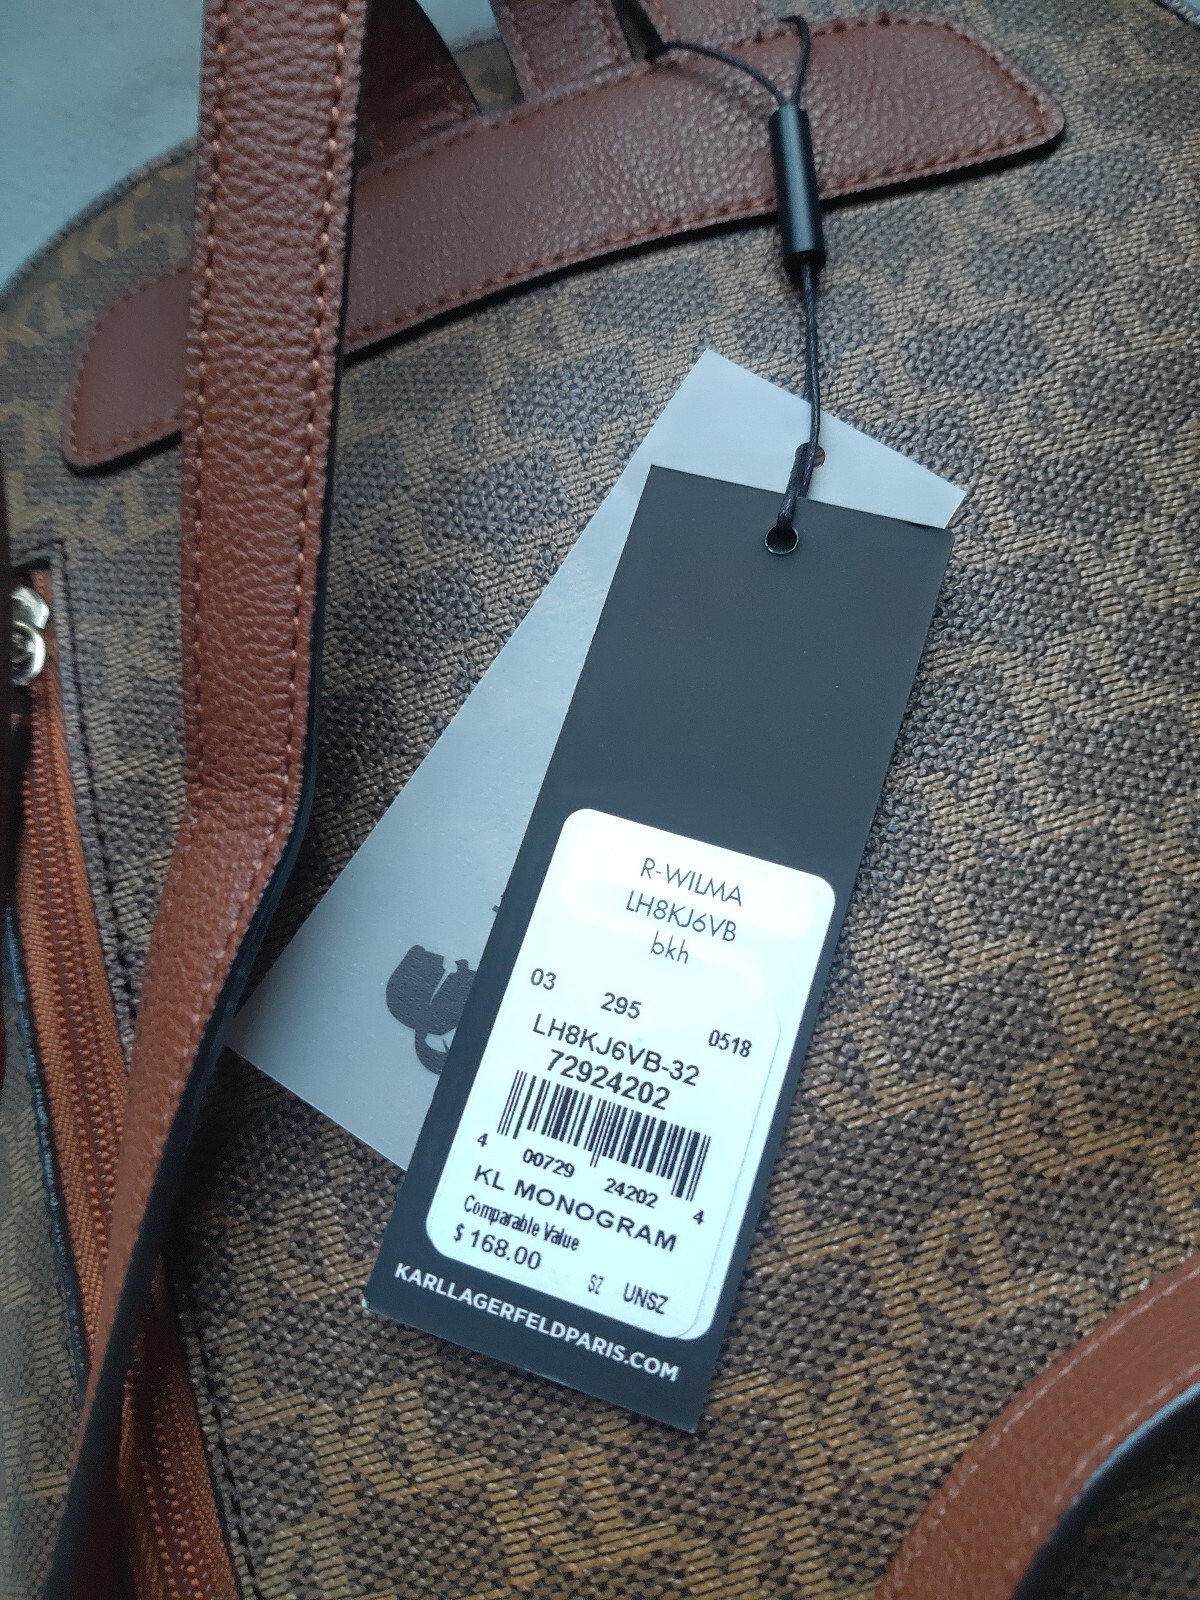 R-WILMA
LH8KJ6VB
bkh
03 295 0518
LH8KJ6VB-32
72924202
4 00729 24202 4
KL MONOGRAM
Comparable Value
$ 168.00
SZ UNSZ
KARLLAGERFELDPARIS.COM